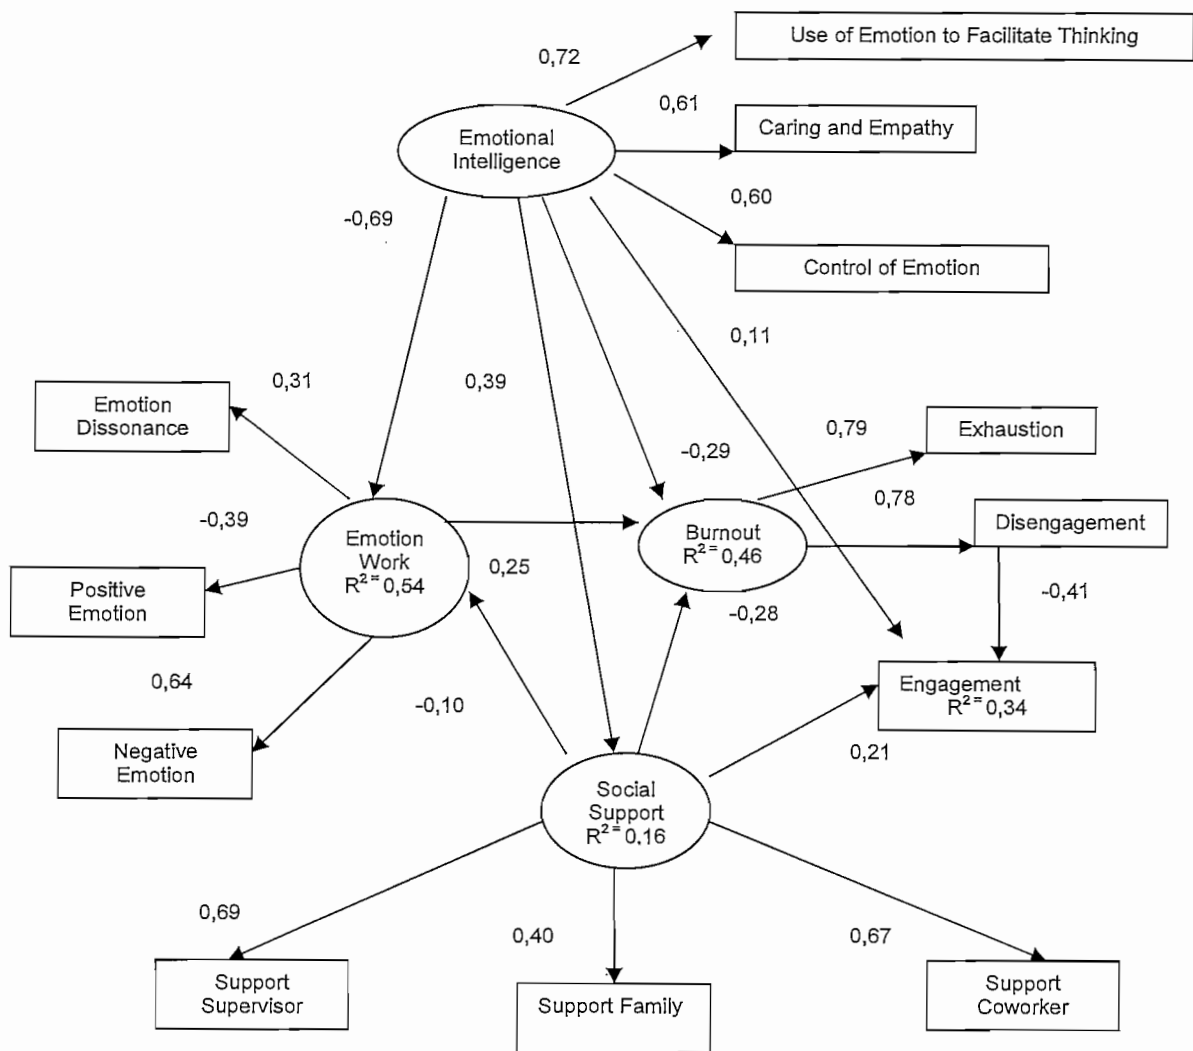 Use of Emotion to Facilitate Thinking
0,72
0,61
Caring and Empathy
Emotional
Intelligence
0,60
-0,69
Control of Emotion
0,11
0,31
0,39
Emotion
Dissonance
0,79
Exhaustion
-0,29
0,78
-0,39
Disengagement
Emotion
Work
R²⁼ 0,54
Burnout
R²⁼ 0,46
0,25
Positive
Emotion
-0,28
-0,41
0,64
-0,10
Engagement
R²⁼ 0,34
Negative
Emotion
0,21
Social
Support
R²⁼ 0.16
0,69
0,40
0,67
Support
Supervisor
Support Family
Support
Coworker